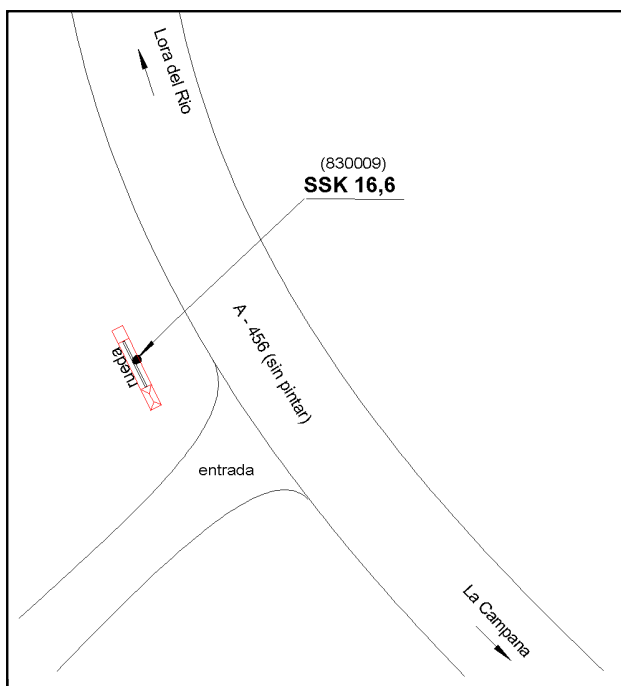 Lora del Rio
(830009)
SSK 16,6
A - 456 (sin pintar)
rueda
entrada
La Campana